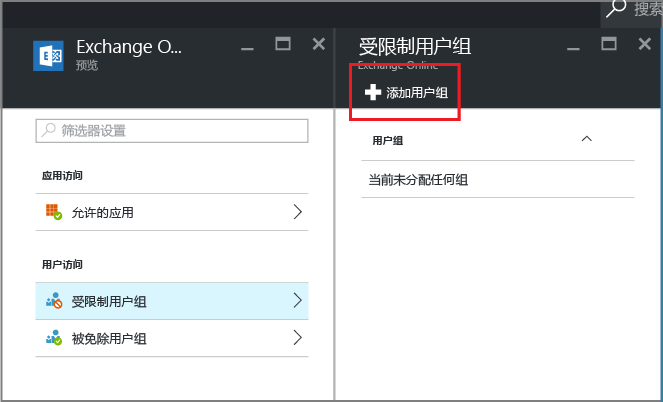 搜索
Exchange O...
预览
筛选器设置
应用访问
允许的应用
用户访问
受限制用户组
被免除用户组
受限制用户组
Exchange Online
添加用户组
用户组
当前未分配任何组